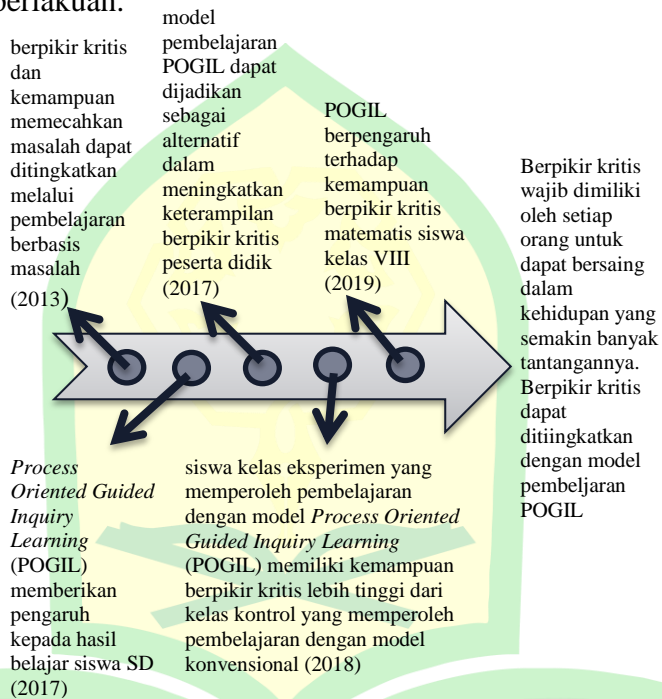 perlakuan.
berpikir kritis
dan
kemampuan
memecahkan
masalah dapat
ditingkatkan
melalui
pembelajaran
berbasis
masalah
(2013)
model
pembelajaran
POGIL dapat
dijadikan
sebagai
alternatif
dalam
meningkatkan
keterampilan
berpikir kritis
peserta didik
(2017)
POGIL
berpengaruh
terhadap
kemampuan
berpikir kritis
matematis siswa
kelas VIII
(2019)
Berpikir kritis
wajib dimiliki
oleh setiap
orang untuk
dapat bersaing
dalam
kehidupan yang
semakin banyak
tantangannya.
Berpikir kritis
dapat
ditiingkatkan
dengan model
pembeljaran
POGIL
Process
Oriented Guided
Inquiry
Learning
(POGIL)
memberikan
pengaruh
kepada hasil
belajar siswa SD
(2017)
siswa kelas eksperimen yang
memperoleh pembelajaran
dengan model Process Oriented
Guided Inquiry Learning
(POGIL) memiliki kemampuan
berpikir kritis lebih tinggi dari
kelas kontrol yang memperoleh
pembelajaran dengan model
konvensional (2018)